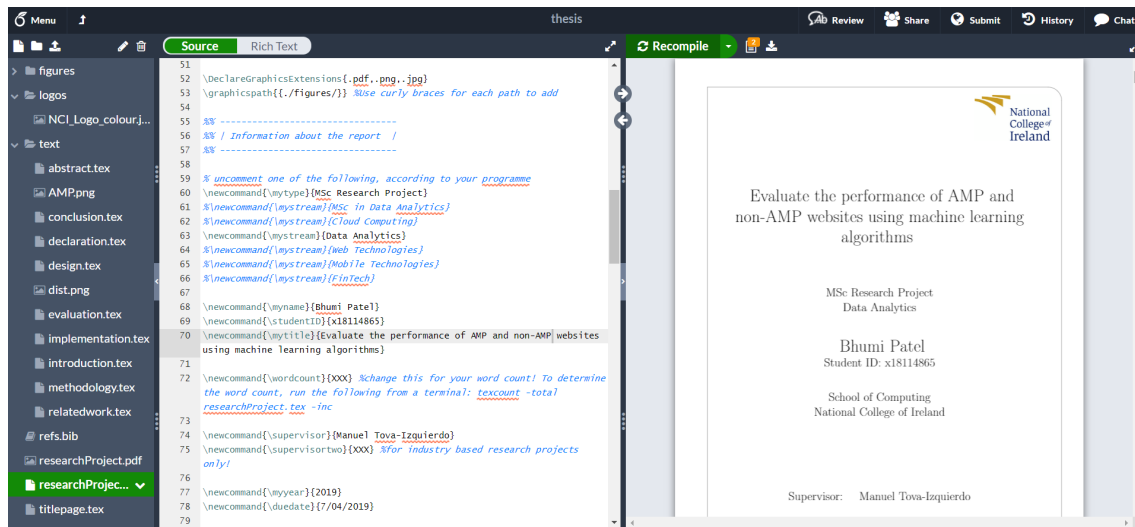 Menu
thesis
Review
Share
Submit
History
Chat
Source
Rich Text
Recompile
2
figures
logos
NCI_Logo_colour.j...
text
abstract.tex
AMP.png
conclusion.tex
declaration.tex
design.tex
dist.png
evaluation.tex
implementation.tex
introduction.tex
methodology.tex
relatedwork.tex
refs.bib
researchProject.pdf
researchProjec...
titlepage.tex
51
52 \DeclareGraphicsExtensions{.pdf,.png,.jpg}
53 \graphicspath{{./figures/}} %Use curly braces for each path to add
54
55 %% --------------------------------
56 %% | Information about the report |
57 %% --------------------------------
58
59 % uncomment one of the following, according to your programme
60 \newcommand{\mytype}{MSc Research Project}
61 %\newcommand{\mystream}{MSc in Data Analytics}
62 %\newcommand{\mystream}{Cloud Computing}
63 \newcommand{\mystream}{Data Analytics}
64 %\newcommand{\mystream}{Web Technologies}
65 %\newcommand{\mystream}{Mobile Technologies}
66 %\newcommand{\mystream}{FinTech}
67
68 \newcommand{\myname}{Bhumi Patel}
69 \newcommand{\studentID}{x18114865}
70 \newcommand{\mytitle}{Evaluate the performance of AMP and non-AMP websites
using machine learning algorithms}
71
72 \newcommand{\wordcount}{XXX} %change this for your word count! To determine
the word count, run the following from a terminal: texcount -total
researchProject.tex -inc
73
74 \newcommand{\supervisor}{Manuel Tova-Izquierdo}
75 \newcommand{\supervisortwo}{XXX} %for industry based research projects
only!
76
77 \newcommand{\myyear}{2019}
78 \newcommand{\duedate}{7/04/2019}
79
National
College of
Ireland
Evaluate the performance of AMP and
non-AMP websites using machine learning
algorithms
MSc Research Project
Data Analytics
Bhumi Patel
Student ID: x18114865
School of Computing
National College of Ireland
Supervisor: Manuel Tova-Izquierdo